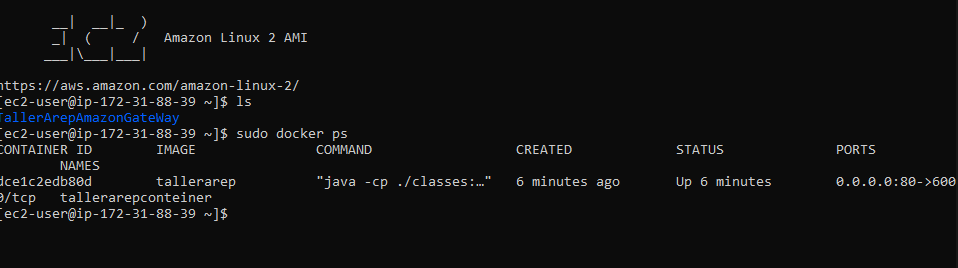 __|  __|_  )
_|  (     /   Amazon Linux 2 AMI
___|\___|___|
https://aws.amazon.com/amazon-linux-2/
[ec2-user@ip-172-31-88-39 ~]$ ls
TallerArepAmazonGateWay
[ec2-user@ip-172-31-88-39 ~]$ sudo docker ps
CONTAINER ID        IMAGE               COMMAND                  CREATED             STATUS              PORTS
NAMES
dce1c2edb80d        tallerarep          "java -cp ./classes:…"   6 minutes ago       Up 6 minutes        0.0.0.0:80->600
0/tcp   tallerarepconteiner
[ec2-user@ip-172-31-88-39 ~]$